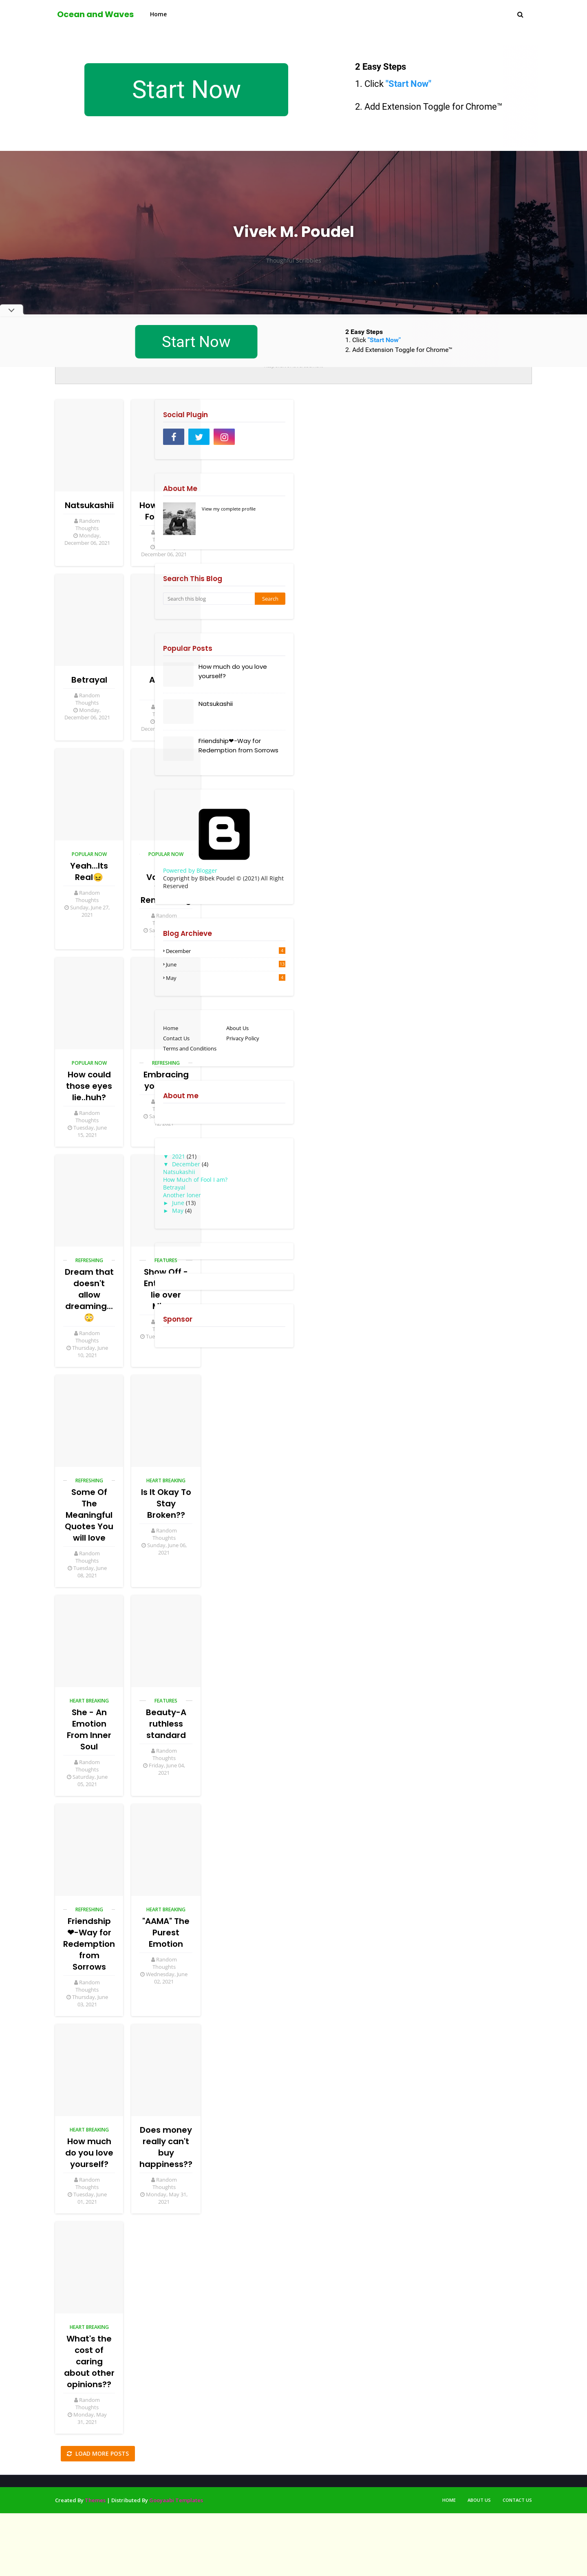 Ocean and Waves
Home
Start Now
2 Easy Steps
1. Click "Start Now"
2. Add Extension Toggle for Chrome™
Vivek M. Poudel
Thoughtful Scribbles
Start Now
2 Easy Steps
1. Click "Start Now"
2. Add Extension Toggle for Chrome™
Natsukashii
Random
Thoughts
Monday,
December 06, 2021
How
Fo
December 06, 2021
Betrayal
Random
Thoughts
Monday,
December 06, 2021
A
POPULAR NOW
Yeah...Its
Real😖
Random
Thoughts
Sunday, June 27,
2021
POPULAR NOW
Random
POPULAR NOW
How could
those eyes
lie..huh?
Random
Thoughts
Tuesday, June
15, 2021
REFRESHING
Embracing
REFRESHING
Dream that
doesn't
allow
dreaming...
😳
Random
Thoughts
Thursday, June
10, 2021
FEATURES
Show Off -
lie over
REFRESHING
Some Of
The
Meaningful
Quotes You
will love
Random
Thoughts
Tuesday, June
08, 2021
HEART BREAKING
Is It Okay To
Stay
Broken??
Random
Thoughts
Sunday, June 06,
2021
HEART BREAKING
She - An
Emotion
From Inner
Soul
Random
Thoughts
Saturday, June
05, 2021
FEATURES
Beauty-A
ruthless
standard
Random
Thoughts
Friday, June 04,
2021
REFRESHING
Friendship
❤-Way for
Redemption
from
Sorrows
Random
Thoughts
Thursday, June
03, 2021
HEART BREAKING
"AAMA" The
Purest
Emotion
Random
Thoughts
Wednesday, June
02, 2021
HEART BREAKING
How much
do you love
yourself?
Random
Thoughts
Tuesday, June
01, 2021
Does money
really can't
buy
happiness??
Random
Thoughts
Monday, May 31,
2021
HEART BREAKING
What's the
cost of
caring
about other
opinions??
Random
Thoughts
Monday, May
31, 2021
LOAD MORE POSTS
Social Plugin
About Me
View my complete profile
Search This Blog
Search this blog
Search
Popular Posts
How much do you love
yourself?
Natsukashii
Friendship❤-Way for
Redemption from Sorrows
Powered by Blogger
Copyright by Bibek Poudel © (2021) All Right
Reserved
Blog Archieve
December
4
June
13
May
4
Home
About Us
Contact Us
Privacy Policy
Terms and Conditions
About me
▼ 2021 (21)
▼ December (4)
Natsukashii
How Much of Fool I am?
Betrayal
Another loner
► June (13)
► May (4)
Sponsor
Created By
| Distributed By
HOME
ABOUT US
CONTACT US